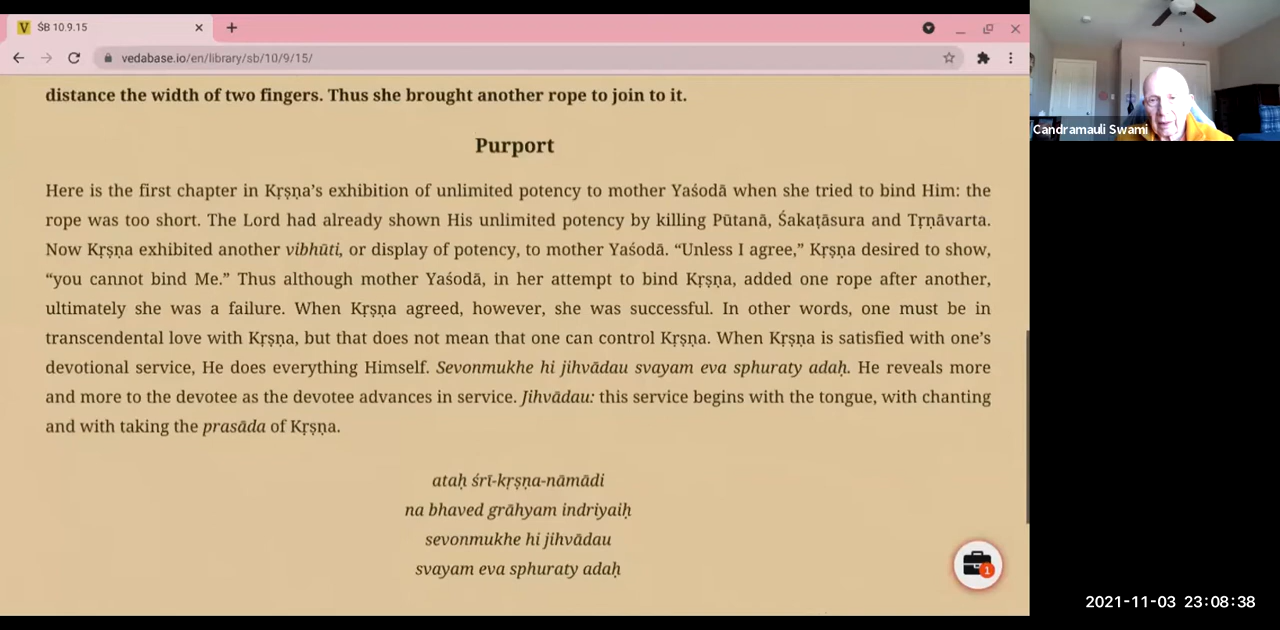 ŚB 10.9.15
vedabase.io/en/library/sb/10/9/15/
distance the width of two fingers. Thus she brought another rope to join to it.
Purport
Here is the first chapter in Kṛṣṇa’s exhibition of unlimited potency to mother Yaśodā when she tried to bind Him: the
rope was too short. The Lord had already shown His unlimited potency by killing Pūtanā, Śakaṭāsura and Tṛṇāvarta.
Now Kṛṣṇa exhibited another vibhūti, or display of potency, to mother Yaśodā. “Unless I agree,” Kṛṣṇa desired to show,
“you cannot bind Me.” Thus although mother Yaśodā, in her attempt to bind Kṛṣṇa, added one rope after another,
ultimately she was a failure. When Kṛṣṇa agreed, however, she was successful. In other words, one must be in
transcendental love with Kṛṣṇa, but that does not mean that one can control Kṛṣṇa. When Kṛṣṇa is satisfied with one’s
devotional service, He does everything Himself. Sevonmukhe hi jihvādau svayam eva sphuraty adaḥ. He reveals more
and more to the devotee as the devotee advances in service. Jihvādau: this service begins with the tongue, with chanting
and with taking the prasāda of Kṛṣṇa.
ataḥ śrī-kṛṣṇa-nāmādi
na bhaved grāhyam indriyaiḥ
sevonmukhe hi jihvādau
svayam eva sphuraty adaḥ
1
Candramauli Swami
2021-11-03 23:08:38